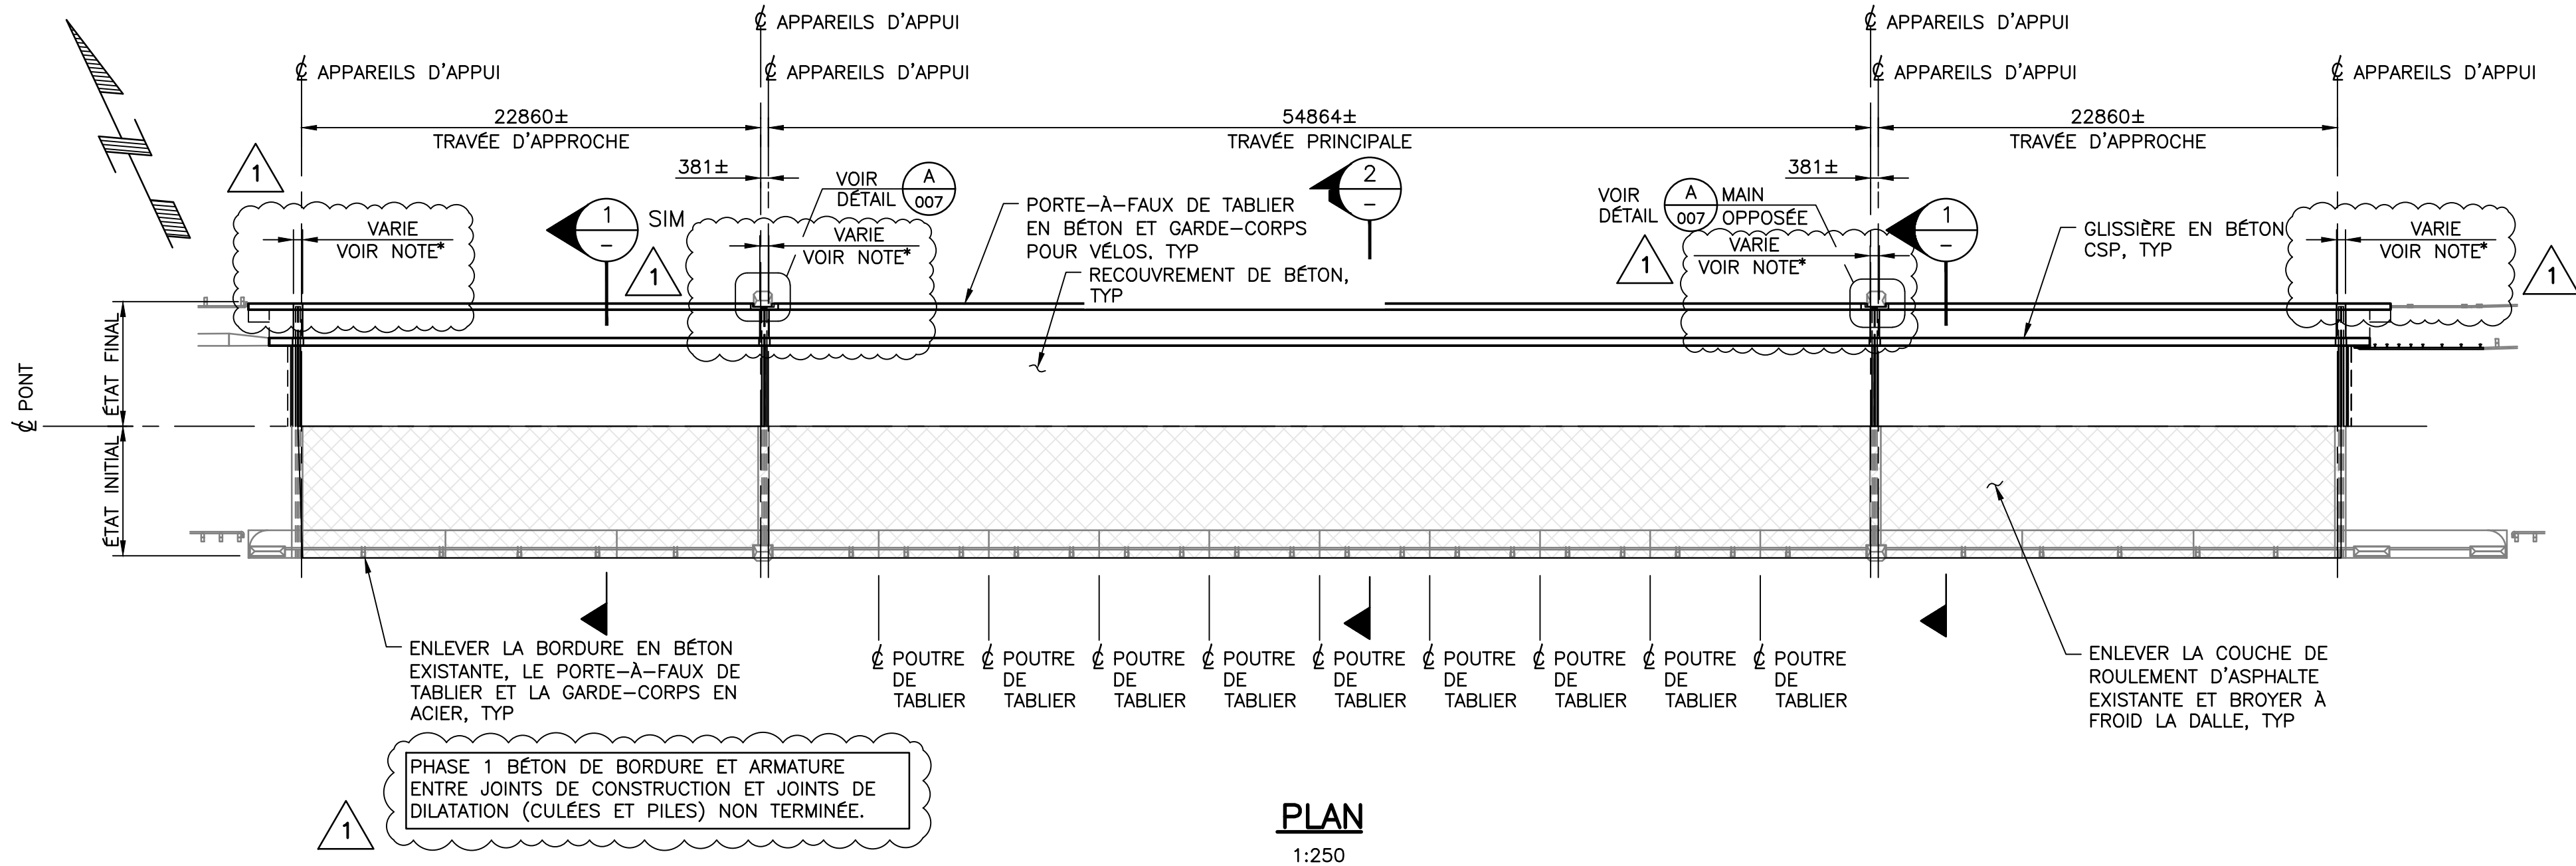 ℄ APPAREILS D'APPUI
℄ APPAREILS D'APPUI
℄ APPAREILS D'APPUI
℄ APPAREILS D'APPUI
℄ APPAREILS D'APPUI
℄ APPAREILS D'APPUI
22860±
TRAVÉE D'APPROCHE
54864±
TRAVÉE PRINCIPALE
22860±
TRAVÉE D'APPROCHE
381±
381±
1
VARIE
VOIR NOTE*
1
–
SIM
1
VOIR
DÉTAIL
A
007
VARIE
VOIR NOTE*
PORTE-À-FAUX DE TABLIER
EN BÉTON ET GARDE-CORPS
POUR VÉLOS, TYP
RECOUVREMENT DE BÉTON,
TYP
2
–
VOIR
DÉTAIL
A
007
MAIN
OPPOSÉE
1
VARIE
VOIR NOTE*
1
–
GLISSIÈRE EN BÉTON
CSP, TYP
VARIE
VOIR NOTE*
1
℄ PONT
ÉTAT FINAL
ÉTAT INITIAL
ENLEVER LA BORDURE EN BÉTON
EXISTANTE, LE PORTE-À-FAUX DE
TABLIER ET LA GARDE-CORPS EN
ACIER, TYP
℄ POUTRE
DE
TABLIER
℄ POUTRE
DE
TABLIER
℄ POUTRE
DE
TABLIER
℄ POUTRE
DE
TABLIER
℄ POUTRE
DE
TABLIER
℄ POUTRE
DE
TABLIER
℄ POUTRE
DE
TABLIER
℄ POUTRE
DE
TABLIER
℄ POUTRE
DE
TABLIER
ENLEVER LA COUCHE DE
ROULEMENT D'ASPHALTE
EXISTANTE ET BROYER À
FROID LA DALLE, TYP
PHASE 1 BÉTON DE BORDURE ET ARMATURE
ENTRE JOINTS DE CONSTRUCTION ET JOINTS DE
DILATATION (CULÉES ET PILES) NON TERMINÉE.
1
PLAN
1:250